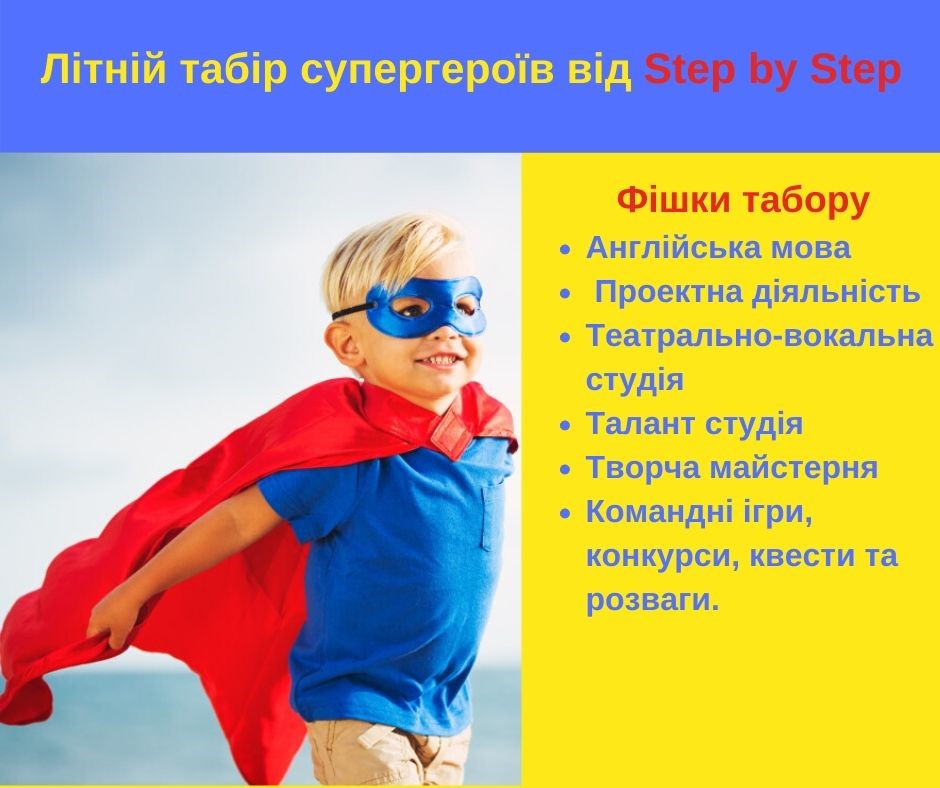 Літній табір супергероїв від Step by Step
Фішки табору
• Англійська мова
• Проектна діяльність
• Театрально-вокальна
студія
• Талант студія
• Творча майстерня
• Командні ігри,
конкурси, квести та
розваги.